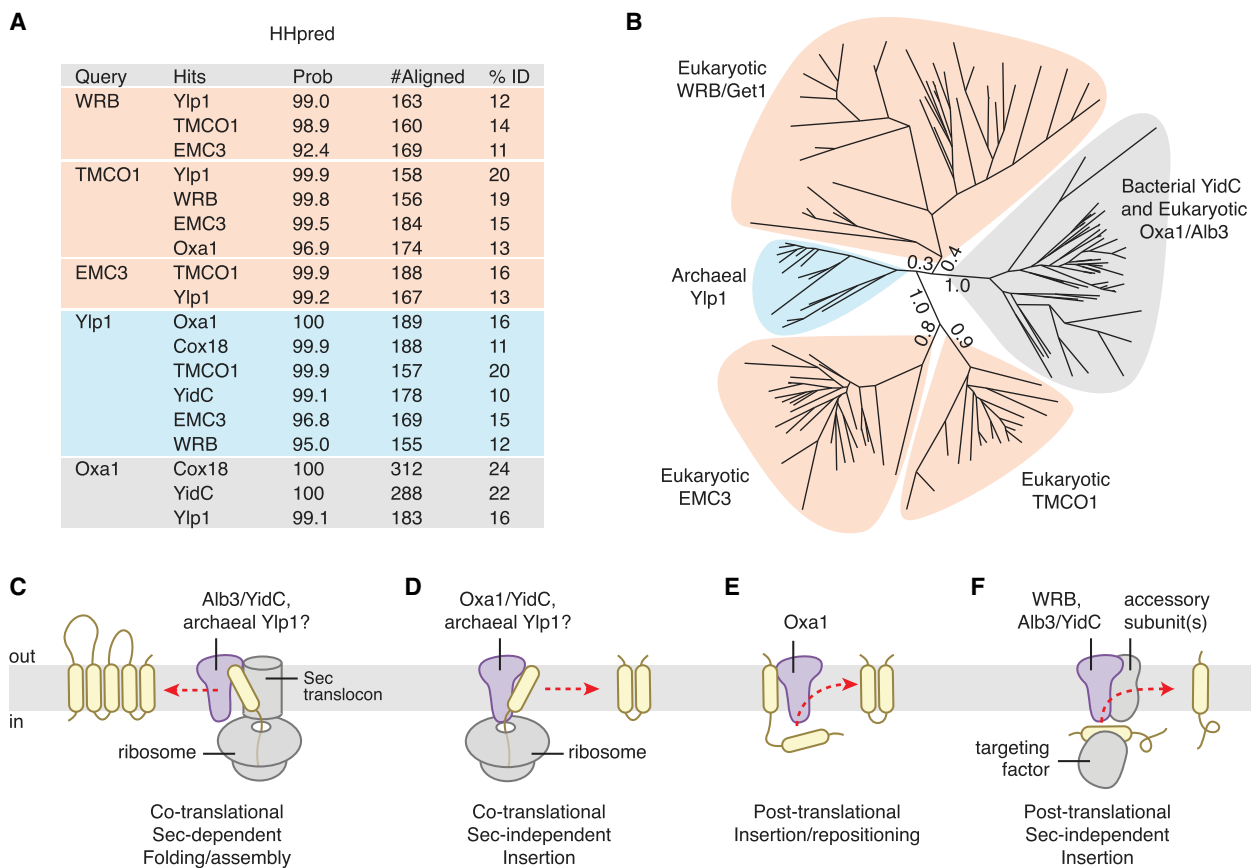 A
HHpred
Query Hits Prob #Aligned % ID
WRB Ylp1 99.0 163 12
TMCO1 98.9 160 14
EMC3 92.4 169 11
TMCO1 Ylp1 99.9 158 20
WRB 99.8 156 19
EMC3 99.5 184 15
Oxa1 96.9 174 13
EMC3 TMCO1 99.9 188 16
Ylp1 99.2 167 13
Ylp1 Oxa1 100 189 16
Cox18 99.9 188 11
TMCO1 99.9 157 20
YidC 99.1 178 10
EMC3 96.8 169 15
WRB 95.0 155 12
Oxa1 Cox18 100 312 24
YidC 100 288 22
Ylp1 99.1 183 16
B
Eukaryotic
WRB/Get1
Bacterial YidC
and Eukaryotic
Oxa1/Alb3
Archaeal
Ylp1
0.3
0.4
1.0
1.0
0.8
0.9
Eukaryotic
EMC3
Eukaryotic
TMCO1
C
Alb3/YidC,
archaeal Ylp1?
out
in
Sec
translocon
ribosome
Co-translational
Sec-dependent
Folding/assembly
D
Oxa1/YidC,
archaeal Ylp1?
ribosome
Co-translational
Sec-independent
Insertion
E
Oxa1
Post-translational
Insertion/repositioning
F
WRB,
Alb3/YidC
accessory
subunit(s)
targeting
factor
Post-translational
Sec-independent
Insertion